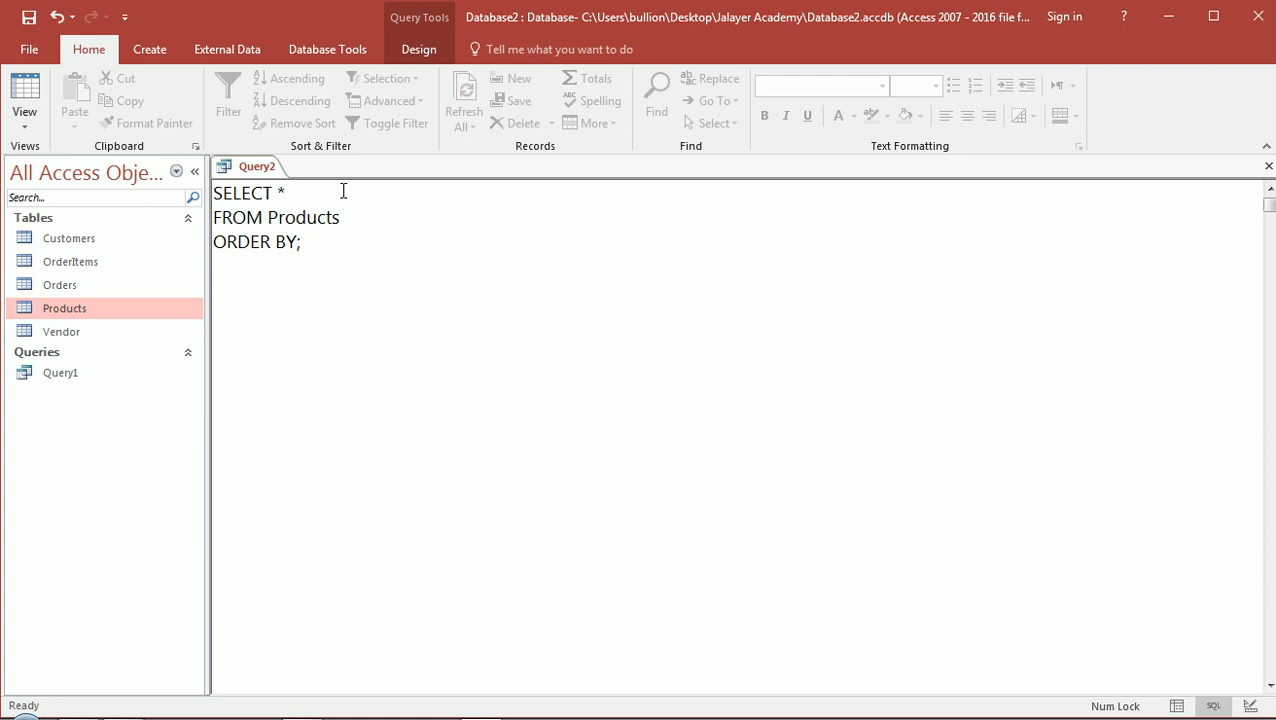 Query Tools
Database2 : Database- C:\Users\bullion\Desktop\Jalayer Academy\Database2.accdb (Access 2007 - 2016 file f...
Sign in
?
File
Home
Create
External Data
Database Tools
Design
Tell me what you want to do
View
Views
Paste
Cut
Copy
Format Painter
Clipboard
Filter
Ascending
Descending
Remove Sort
Selection
Advanced
Toggle Filter
Sort & Filter
Refresh
All
New
Save
Delete
Totals
Spelling
More
Records
Find
Replace
Go To
Select
Find
B I U
A
Text Formatting
All Access Obje...
Search...
Tables
Customers
OrderItems
Orders
Products
Vendor
Queries
Query1
Query2
SELECT *
FROM Products
ORDER BY;
Ready
Num Lock
SQL